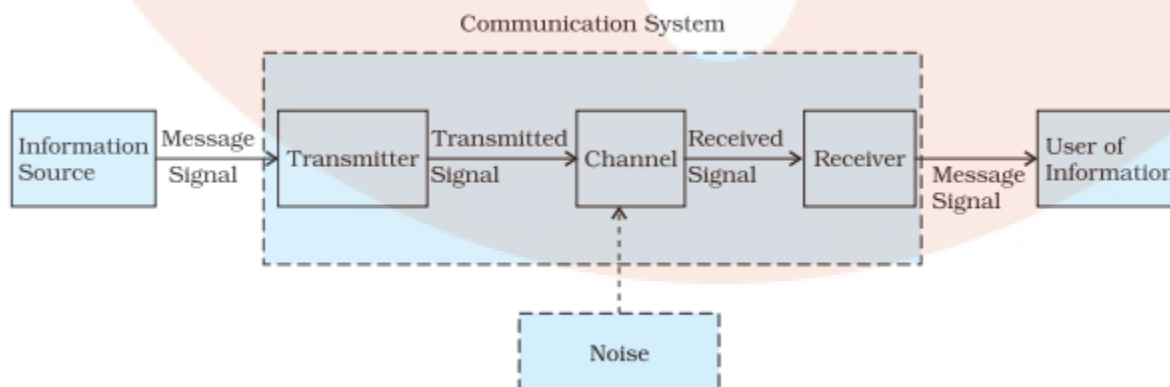 Communication System
Information
Source
Message
Signal
Transmitter
Transmitted
Signal
Channel
Received
Signal
Receiver
Message
Signal
User of
Information
Noise